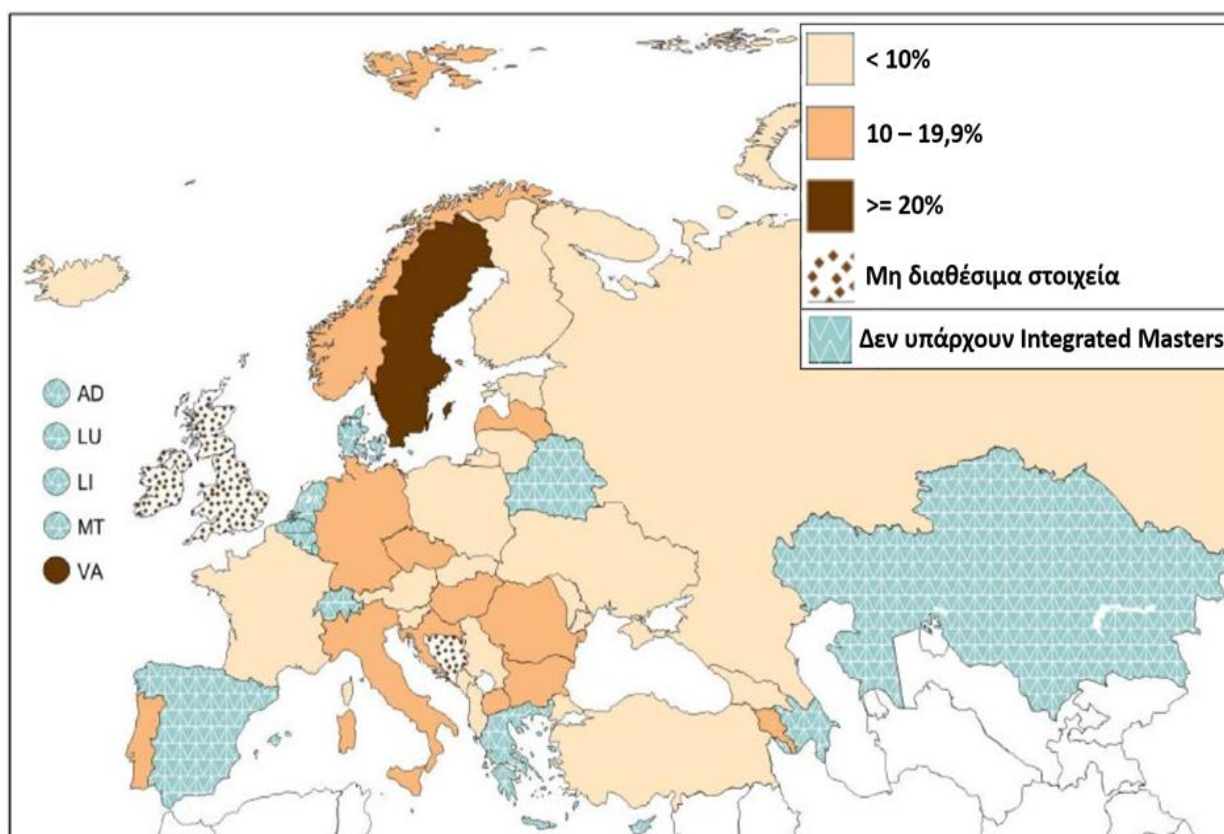 < 10%
10 – 19,9%
>= 20%
Μη διαθέσιμα στοιχεία
Δεν υπάρχουν Integrated Masters
AD
LU
LI
MT
VA